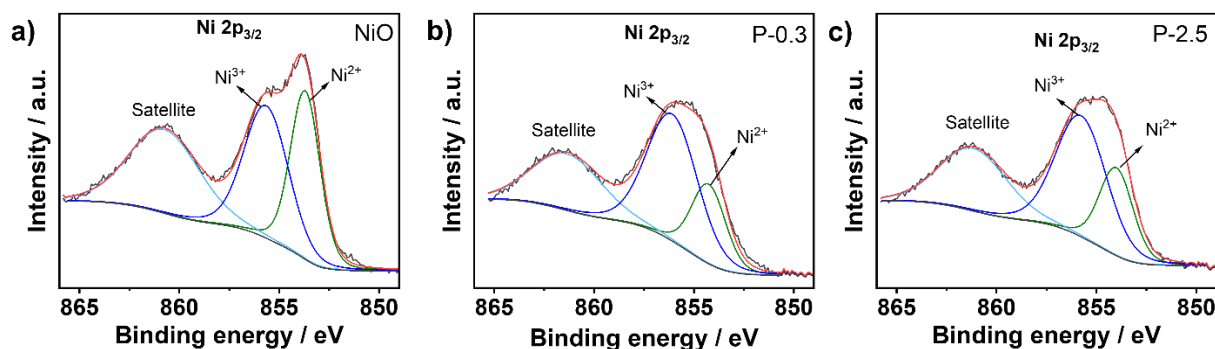 a)
Ni 2p3/2
NiO
Ni3+
Ni2+
Satellite
Intensity / a.u.
865 860 855 850
Binding energy / eV
b)
Ni 2p3/2
P-0.3
Ni3+
Ni2+
Satellite
Intensity / a.u.
865 860 855 850
Binding energy / eV
c)
P-2.5
Ni 2p3/2
Ni3+
Ni2+
Satellite
Intensity / a.u.
865 860 855 850
Binding energy / eV